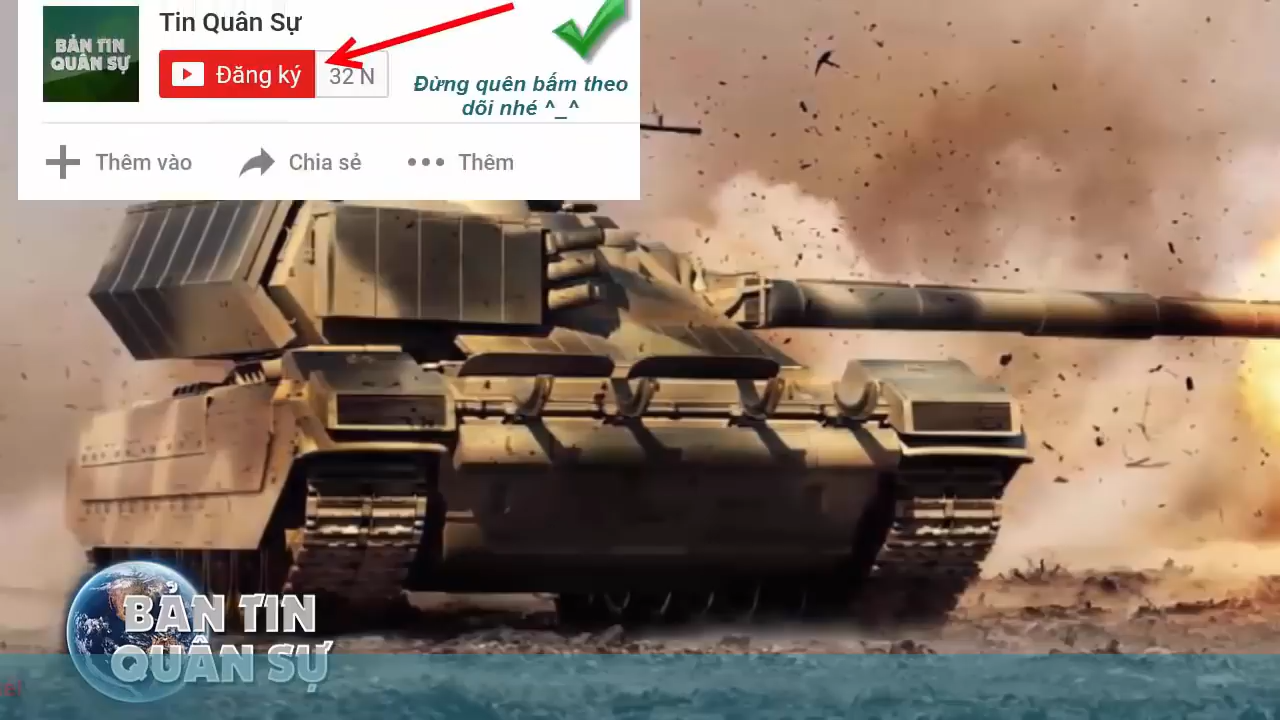 BẢN TIN
QUÂN SỰ
Tin Quân Sự
Đăng ký
32 N
Đừng quên bấm theo
dõi nhé ^_^
Thêm vào
Chia sẻ
Thêm
BẢN TIN
QUÂN SỰ